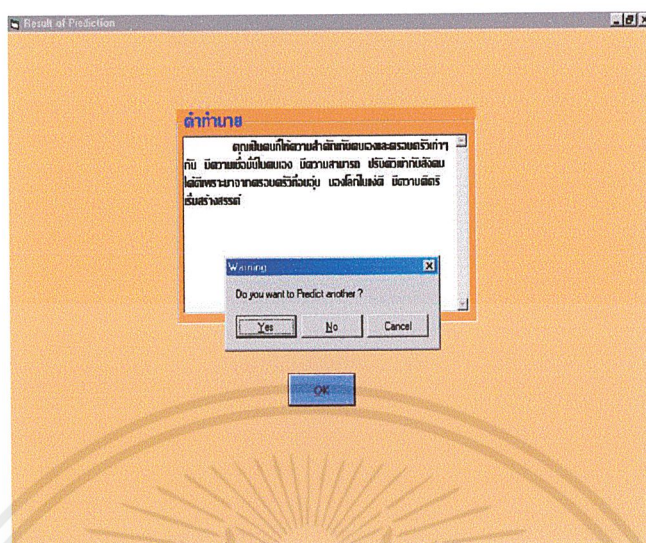 Result of Prediction
คำทำนาย
คุณเป็นคนที่ให้ความสำคัญกับตนเองและครอบครัวเท่าๆ
กัน มีความเชื่อมั่นในตนเอง มีความสามารถ ปรับตัวเข้ากับสังคม
ได้ดีเพราะมาจากครอบครัวที่อบอุ่น มองโลกในแง่ดี มีความคิดริ
เริ่มสร้างสรรค์
Warning
Do you want to Predict another ?
Yes
No
Cancel
OK